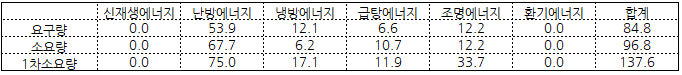 신재생에너지 난방에너지 냉방에너지 급탕에너지 조명에너지 환기에너지 합계
요구량 0.0 53.9 12.1 6.6 12.2 0.0 84.8
소요량 0.0 67.7 6.2 10.7 12.2 0.0 96.8
1차소요량 0.0 75.0 17.1 11.9 33.7 0.0 137.6